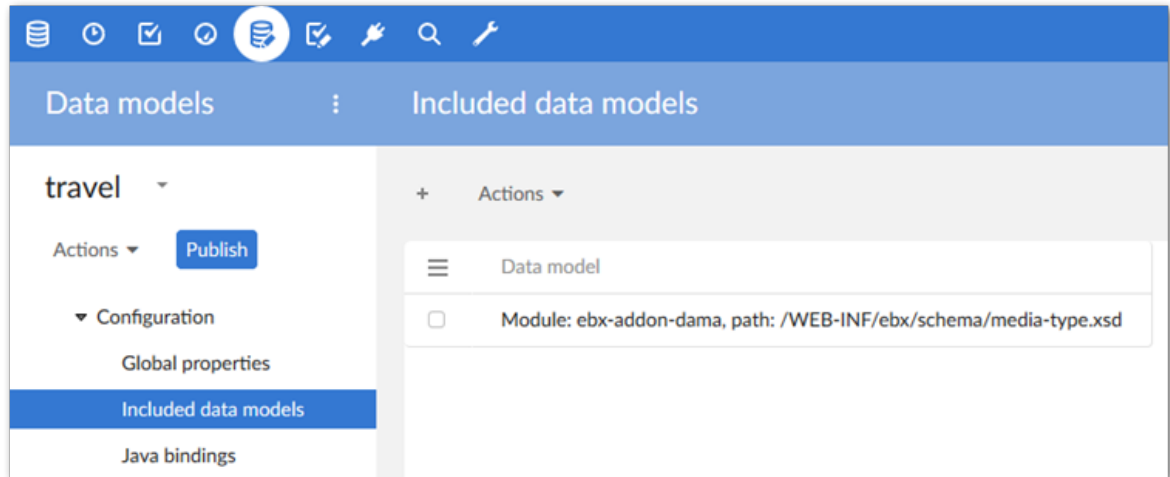 Data models
Included data models
travel
Actions
Publish
Configuration
Global properties
Included data models
Java bindings
Actions
Data model
Module: ebx-addon-dama, path: /WEB-INF/ebx/schema/media-type.xsd